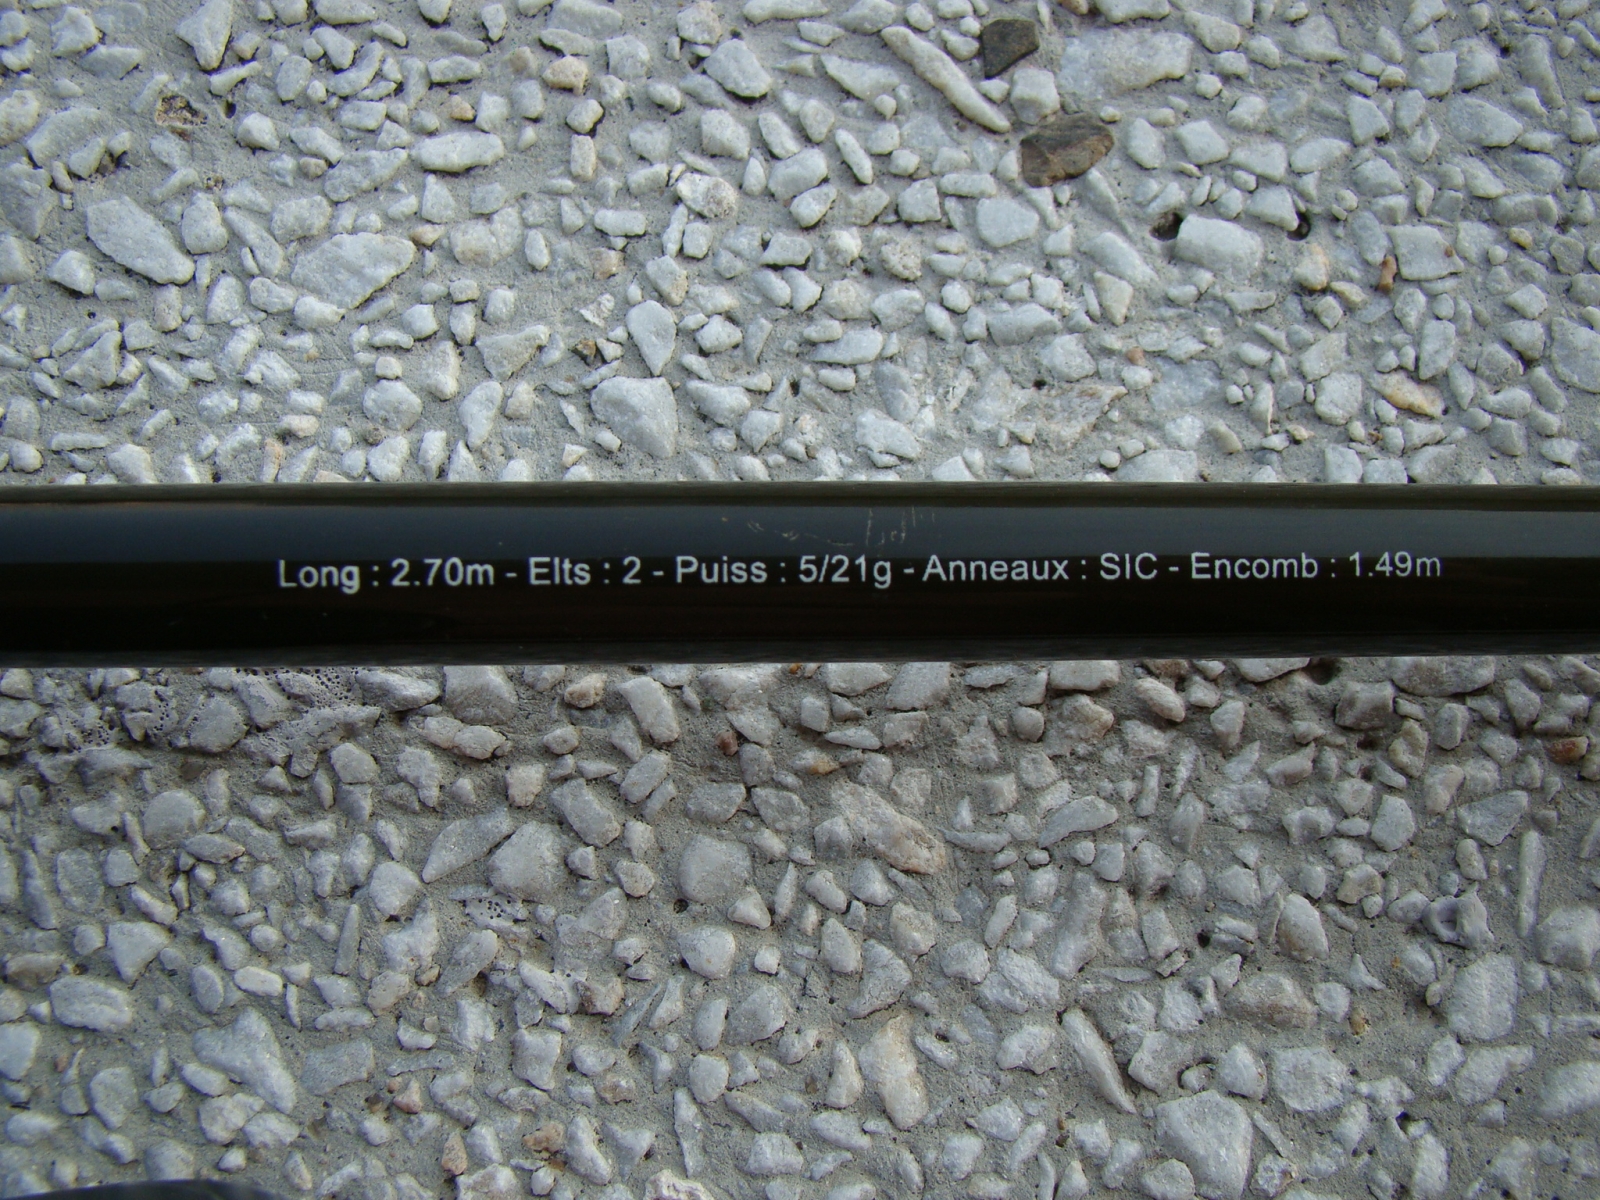 Long : 2.70m - Elts : 2 - Puiss : 5/21g - Anneaux : SIC - Encomb : 1.49m